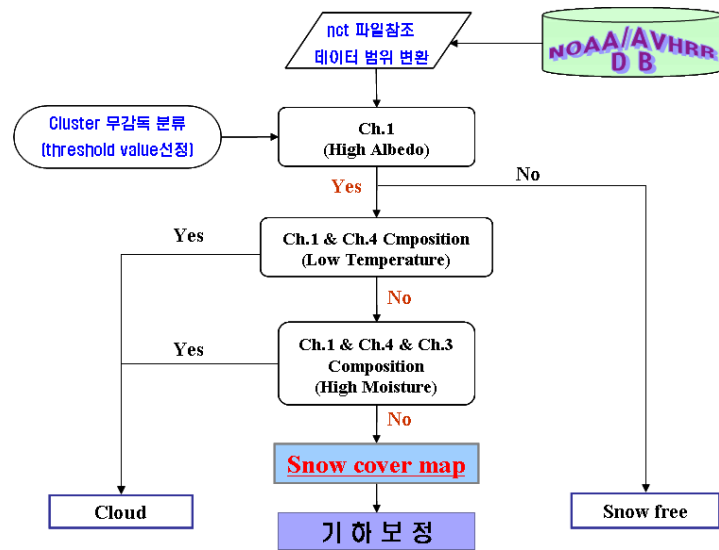 nct 파일참조
데이터 범위 변환
NOAA/AVHRR
D B
Cluster 무감독 분류
(threshold value선정)
Ch.1
(High Albedo)
Yes
No
Yes
Ch.1 & Ch.4 Cmposition
(Low Temperature)
No
Yes
Ch.1 & Ch.4 & Ch.3
Composition
(High Moisture)
No
Snow cover map
Cloud
Snow free
기 하 보 정